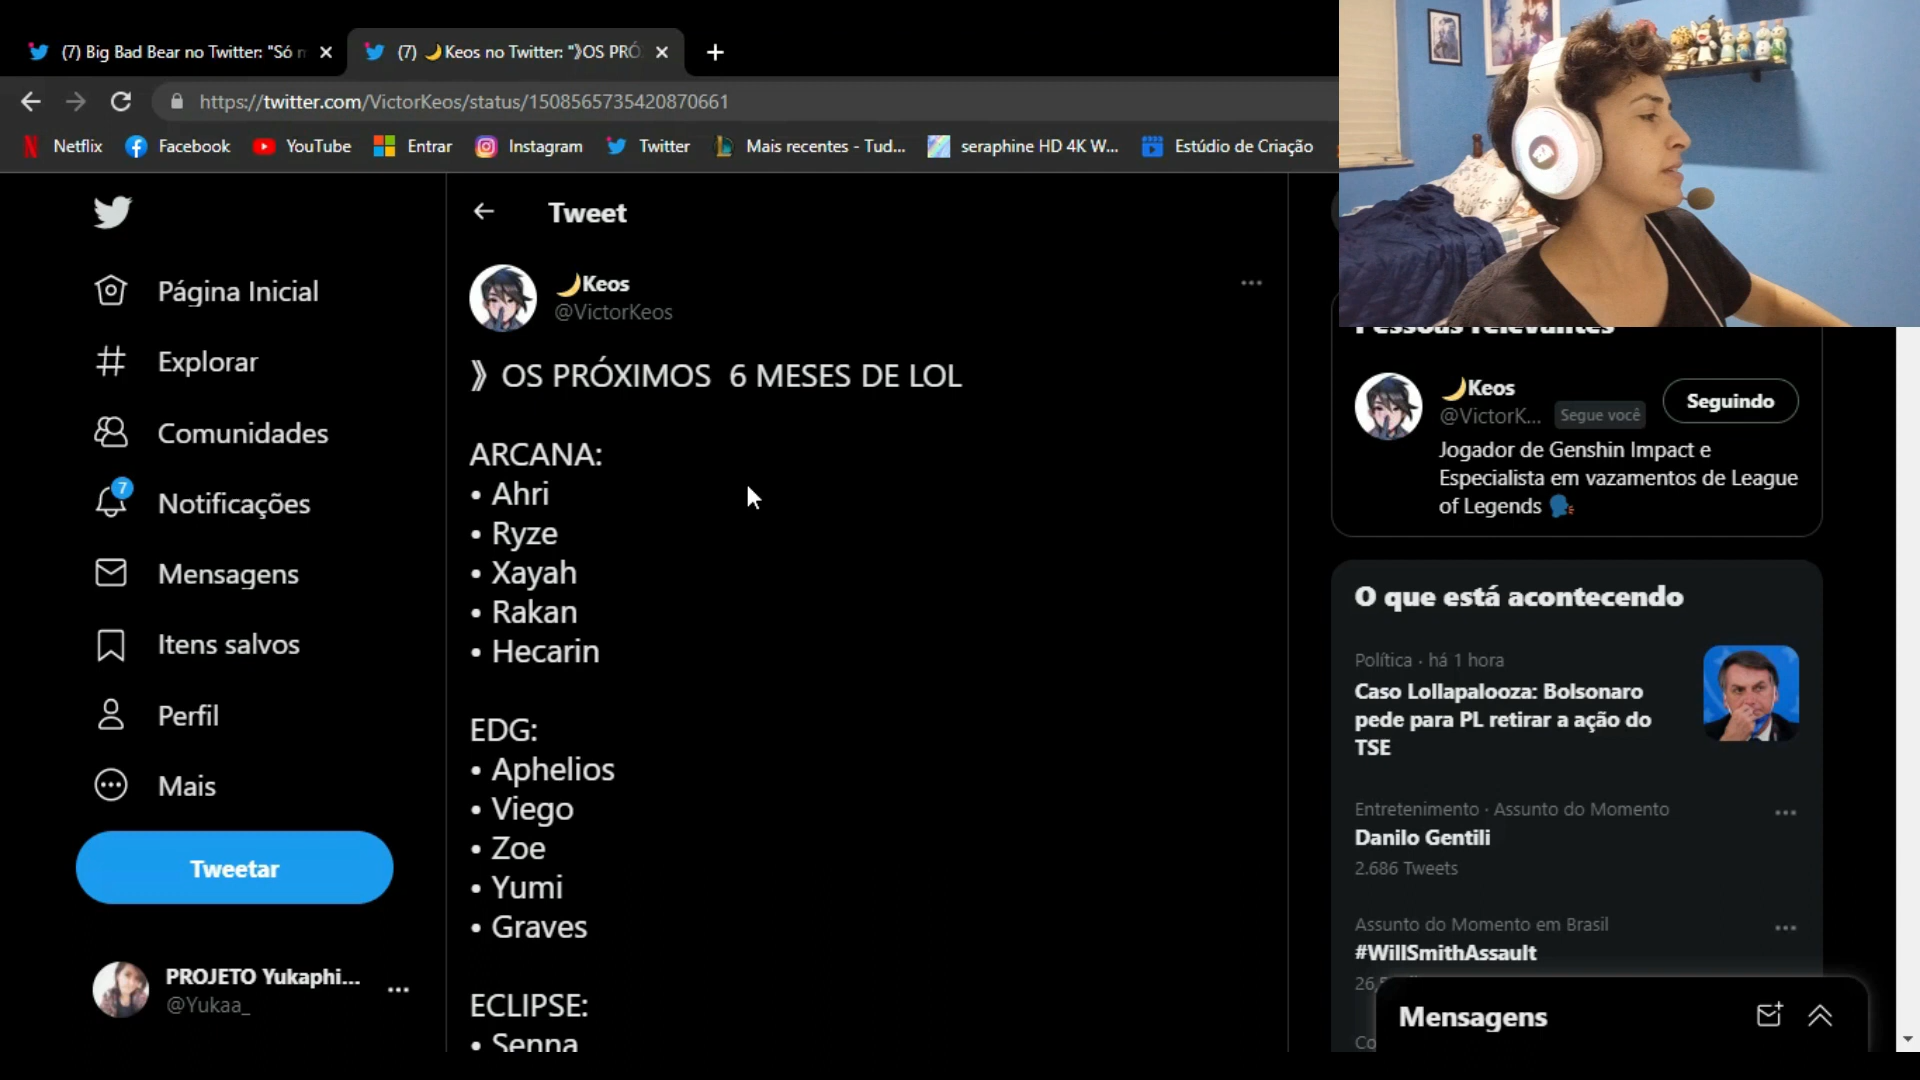 (7) Big Bad Bear no Twitter: "Só
(7) 🌙Keos no Twitter: "》OS PRÓ
https://twitter.com/VictorKeos/status/1508565735420870661
Netflix
Facebook
YouTube
Entrar
Instagram
Twitter
Mais recentes - Tud...
seraphine HD 4K W...
Estúdio de Criação
Página Inicial
Explorar
Comunidades
7
Notificações
Mensagens
Itens salvos
Perfil
Mais
Tweetar
PROJETO Yukaphi...
@Yukaa_
Tweet
🌙Keos
@VictorKeos
》 OS PRÓXIMOS 6 MESES DE LOL
ARCANA:
• Ahri
• Ryze
• Xayah
• Rakan
• Hecarin
EDG:
• Aphelios
• Viego
• Zoe
• Yumi
• Graves
ECLIPSE:
• Senna
Pessoas relevantes
🌙Keos
@VictorK...
Segue você
Seguindo
Jogador de Genshin Impact e
Especialista em vazamentos de League
of Legends 🗣️
O que está acontecendo
Política · há 1 hora
Caso Lollapalooza: Bolsonaro
pede para PL retirar a ação do
TSE
Entretenimento · Assunto do Momento
Danilo Gentili
2.686 Tweets
Assunto do Momento em Brasil
#WillSmithAssault
Mensagens